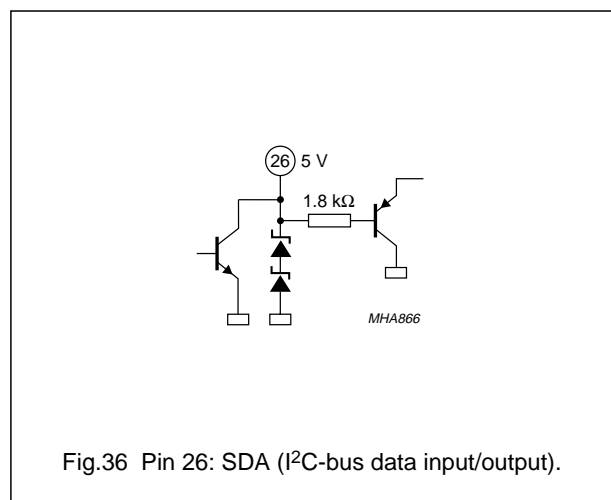 26 5 V
1.8 kΩ
MHA866
Fig.36 Pin 26: SDA (I²C-bus data input/output).